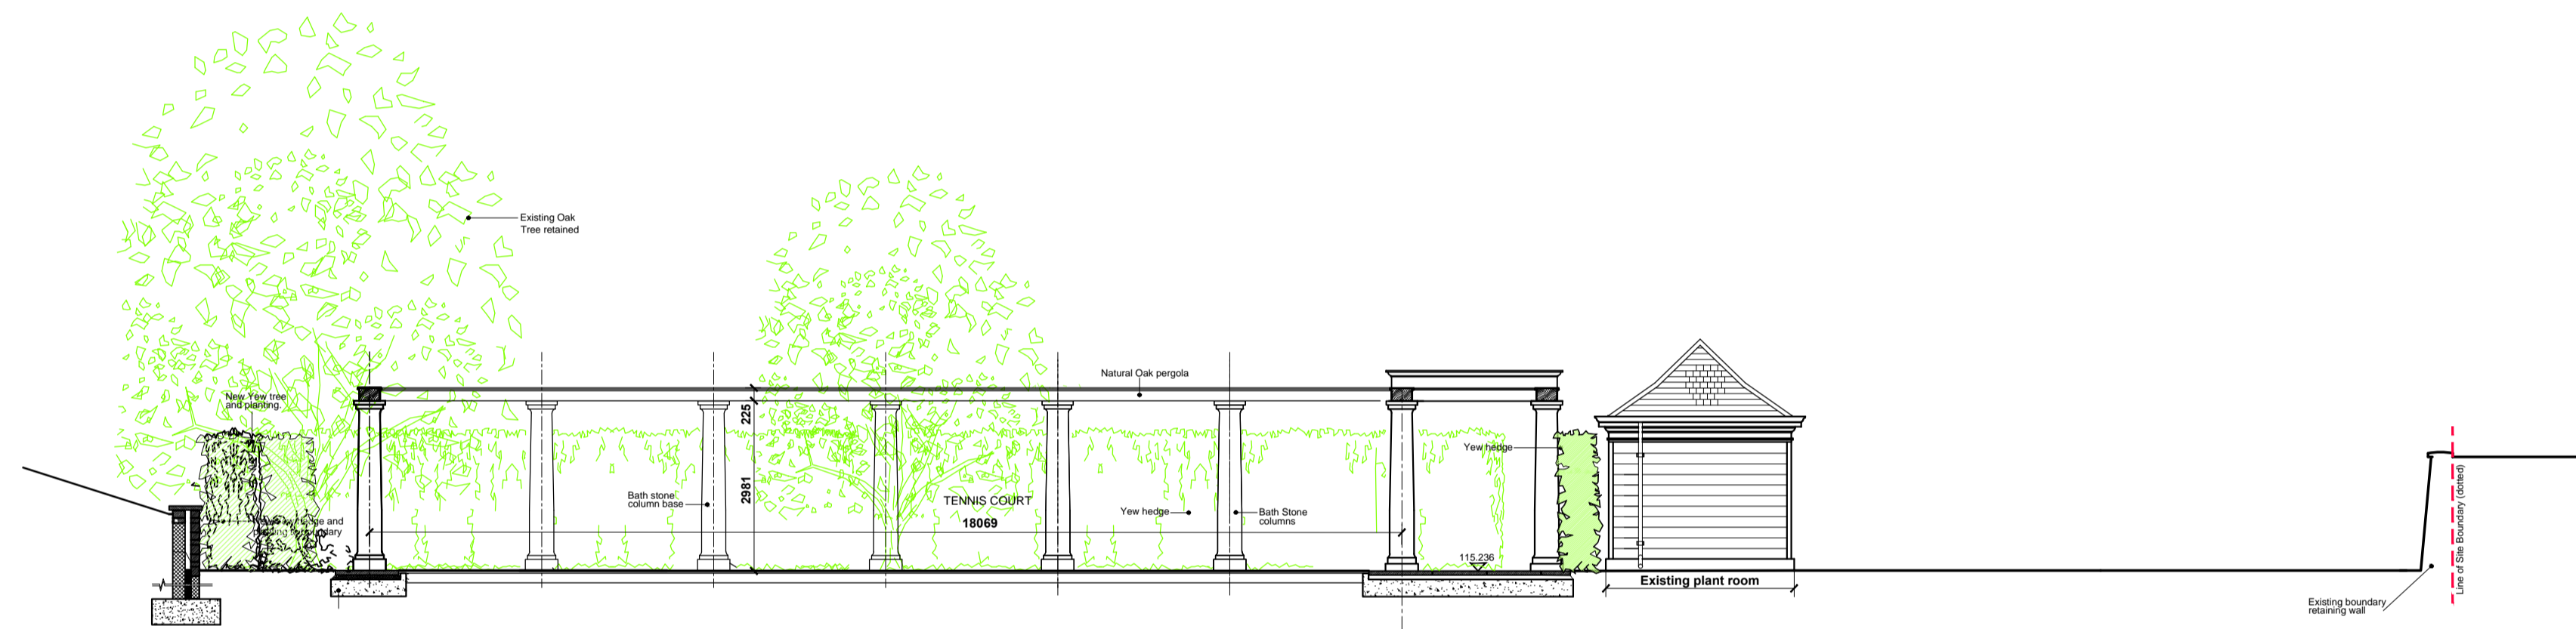 Existing Oak
Tree retained
Natural Oak pergola
New Yew tree
and planting.
225
Yew hedge
2981
Bath stone
column base
TENNIS COURT
18069
Yew hedge
Bath Stone
columns
and
115.236
Existing plant room
Line of Site Boundary (dotted)
Existing boundary
retaining wall